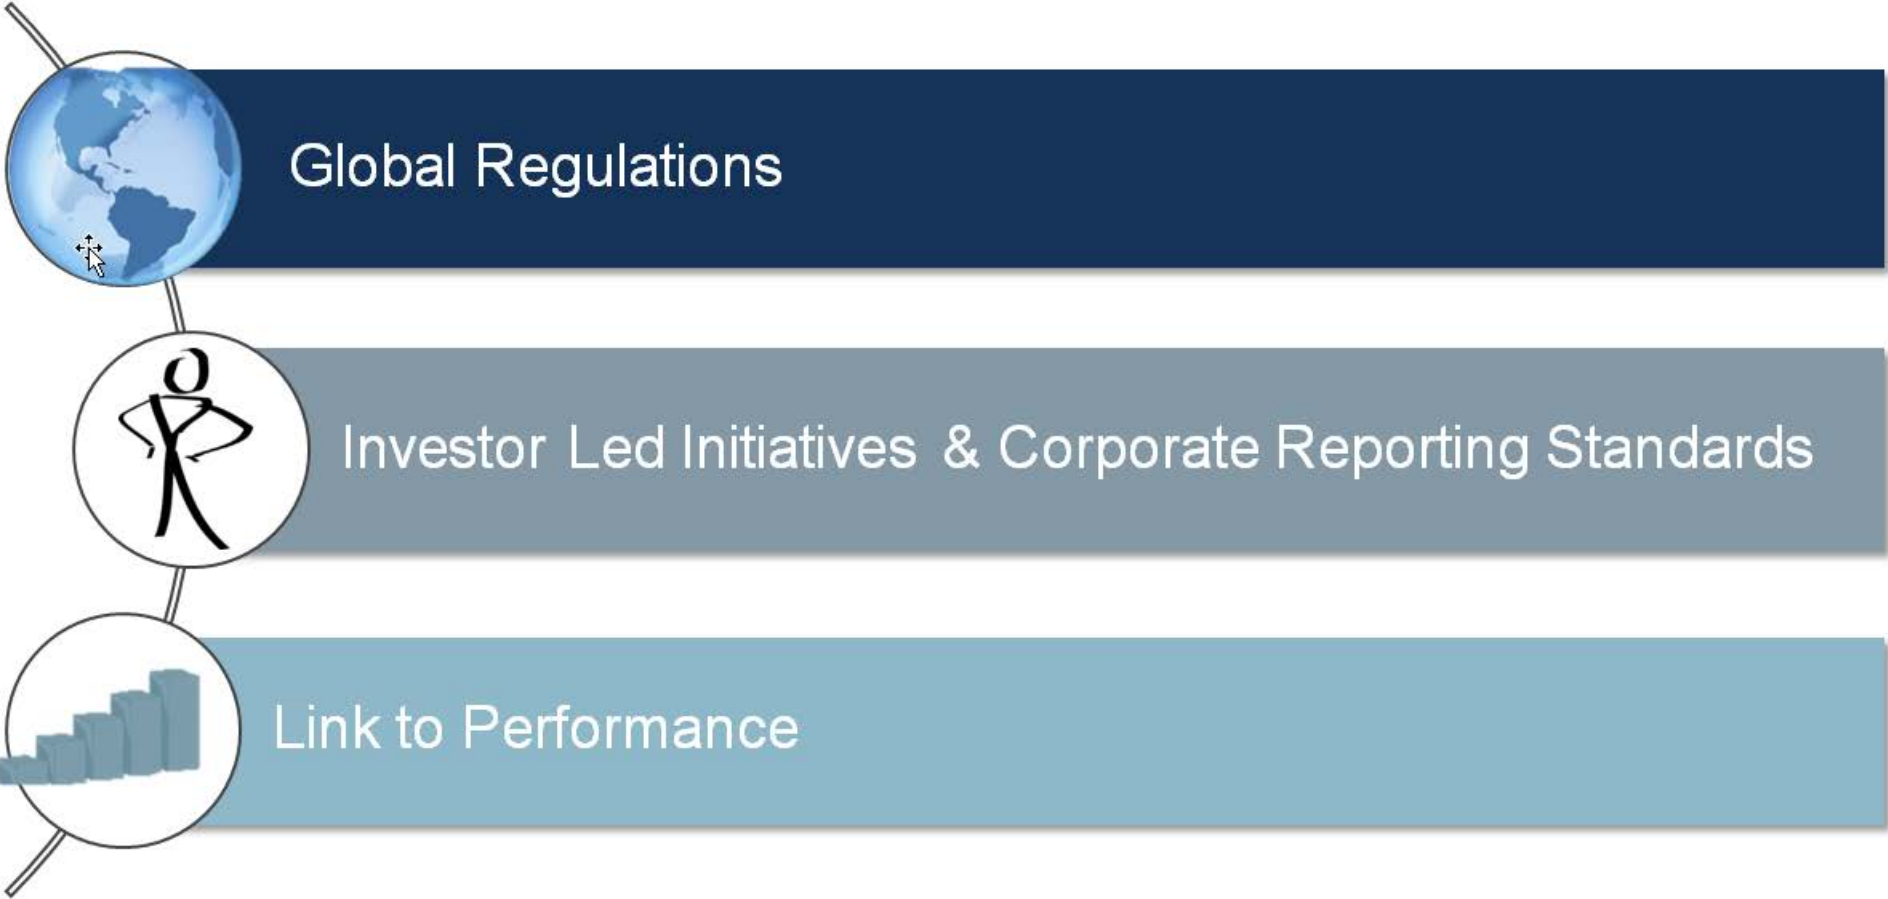 Global Regulations
Investor Led Initiatives & Corporate Reporting Standards
Link to Performance